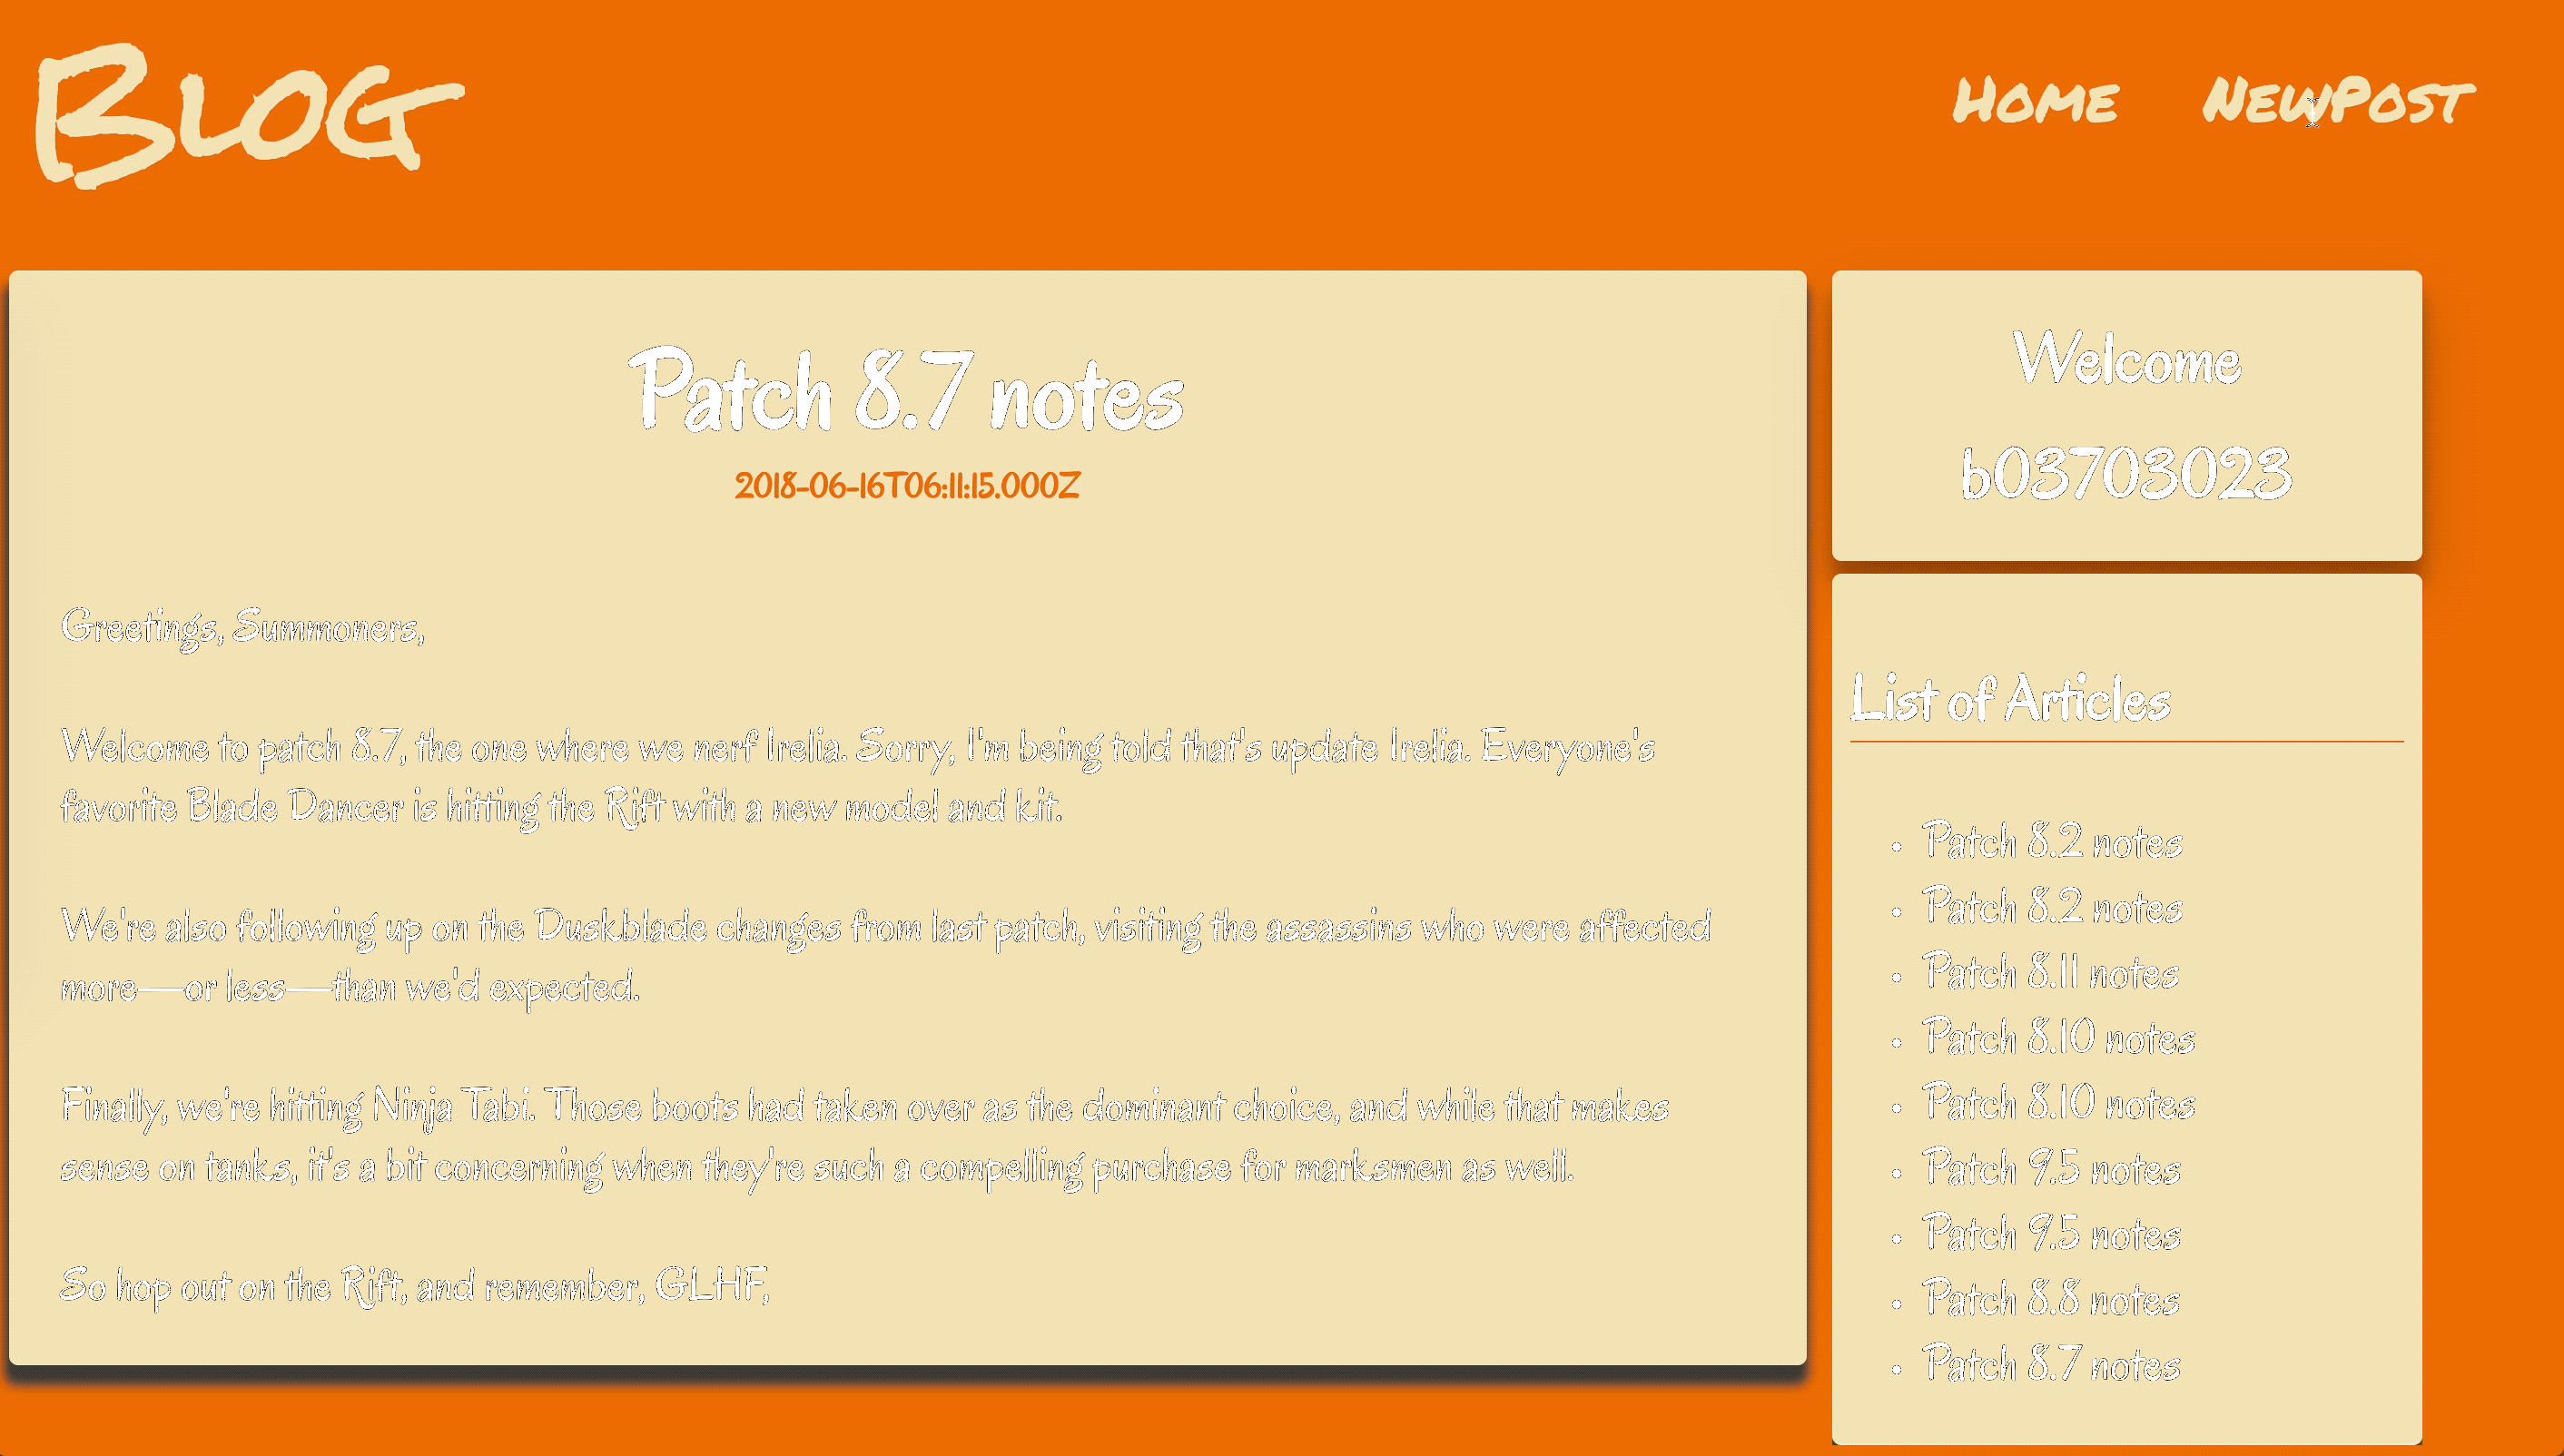 Blog
Home NewPost
Patch 8.7 notes
2018-06-16T06:11:15.000Z
Greetings, Summoners,
Welcome to patch 8.7, the one where we nerf Irelia. Sorry, I'm being told that's update Irelia. Everyone's
favorite Blade Dancer is hitting the Rift with a new model and kit.
We're also following up on the Duskblade changes from last patch, visiting the assassins who were affected
more—or less—than we'd expected.
Finally, we're hitting Ninja Tabi. Those boots had taken over as the dominant choice, and while that makes
sense on tanks, it's a bit concerning when they're such a compelling purchase for marksmen as well.
So hop out on the Rift, and remember, GLHF,
Welcome
b03703023
List of Articles
• Patch 8.2 notes
• Patch 8.2 notes
• Patch 8.11 notes
• Patch 8.10 notes
• Patch 8.10 notes
• Patch 9.5 notes
• Patch 9.5 notes
• Patch 8.8 notes
• Patch 8.7 notes